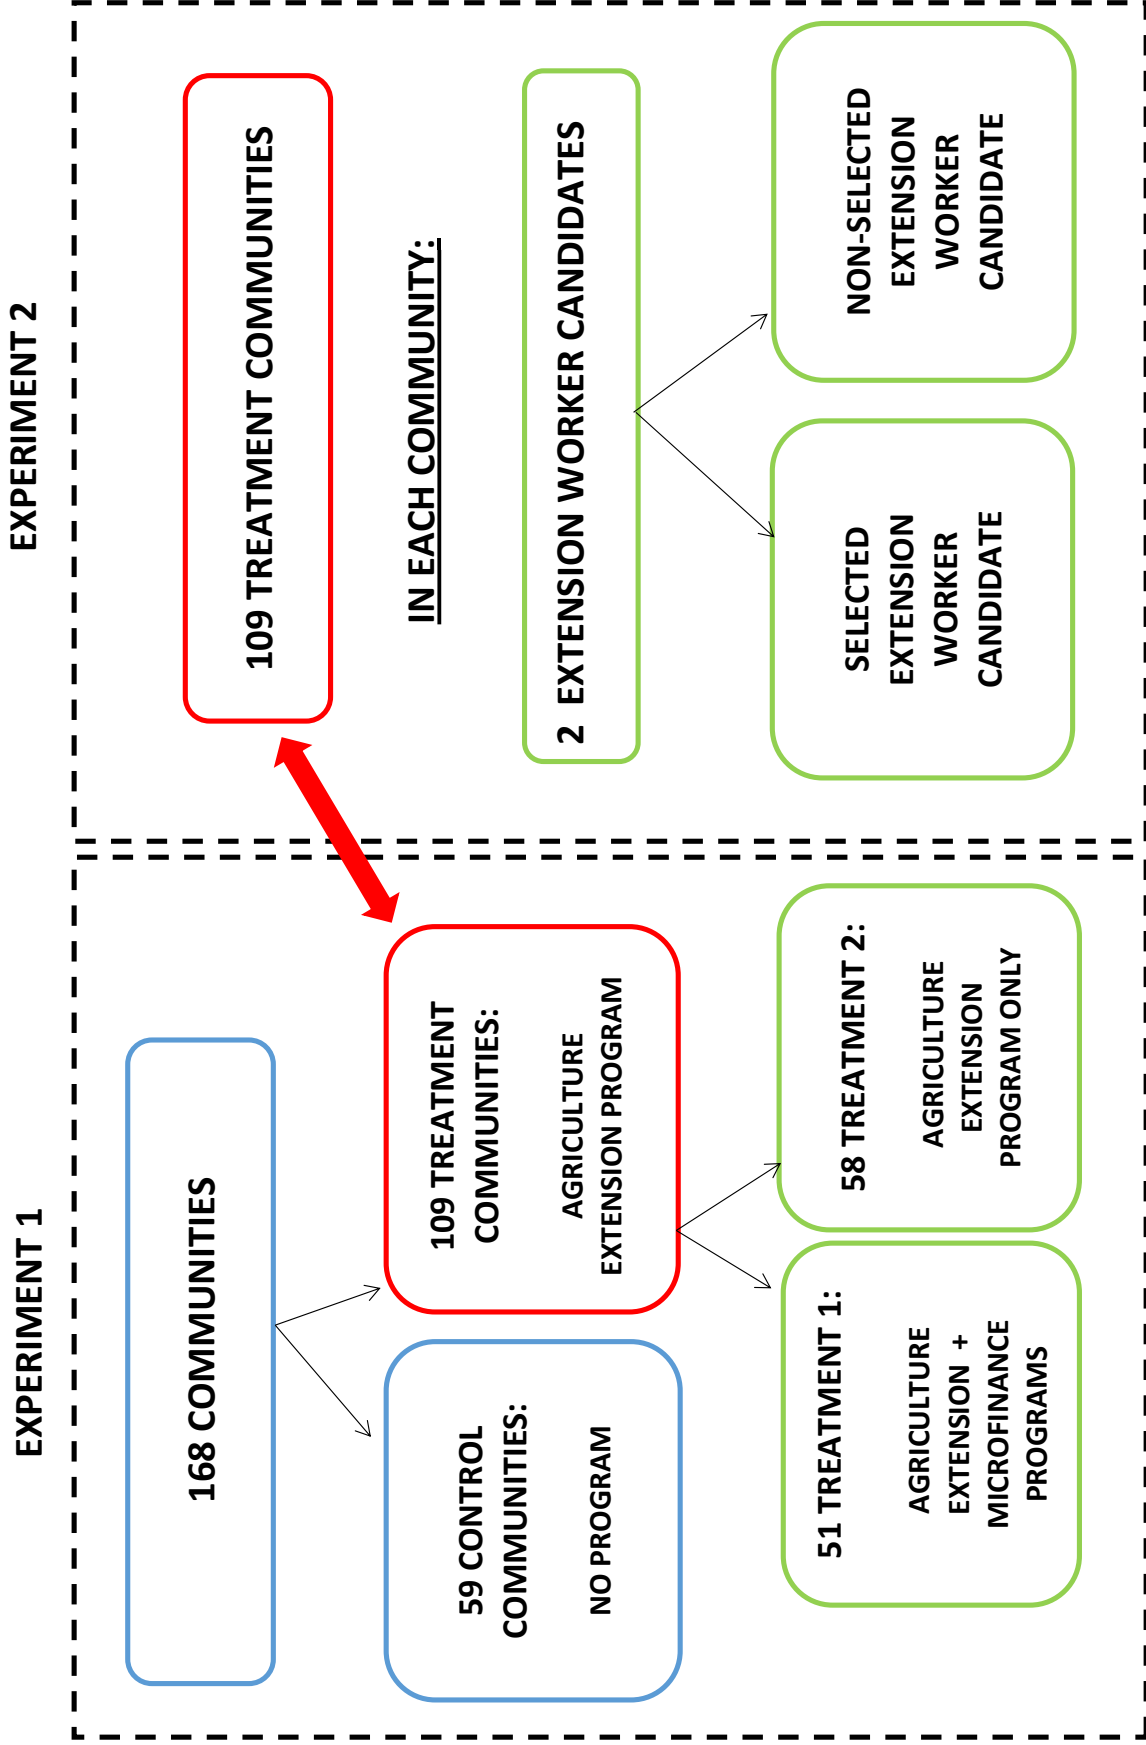 EXPERIMENT 1
168 COMMUNITIES
59 CONTROL
COMMUNITIES:
NO PROGRAM
109 TREATMENT
COMMUNITIES:
AGRICULTURE
EXTENSION PROGRAM
51 TREATMENT 1:
AGRICULTURE
EXTENSION +
MICROFINANCE
PROGRAMS
58 TREATMENT 2:
AGRICULTURE
EXTENSION
PROGRAM ONLY
EXPERIMENT 2
109 TREATMENT COMMUNITIES
IN EACH COMMUNITY:
2 EXTENSION WORKER CANDIDATES
SELECTED
EXTENSION
WORKER
CANDIDATE
NON-SELECTED
EXTENSION
WORKER
CANDIDATE